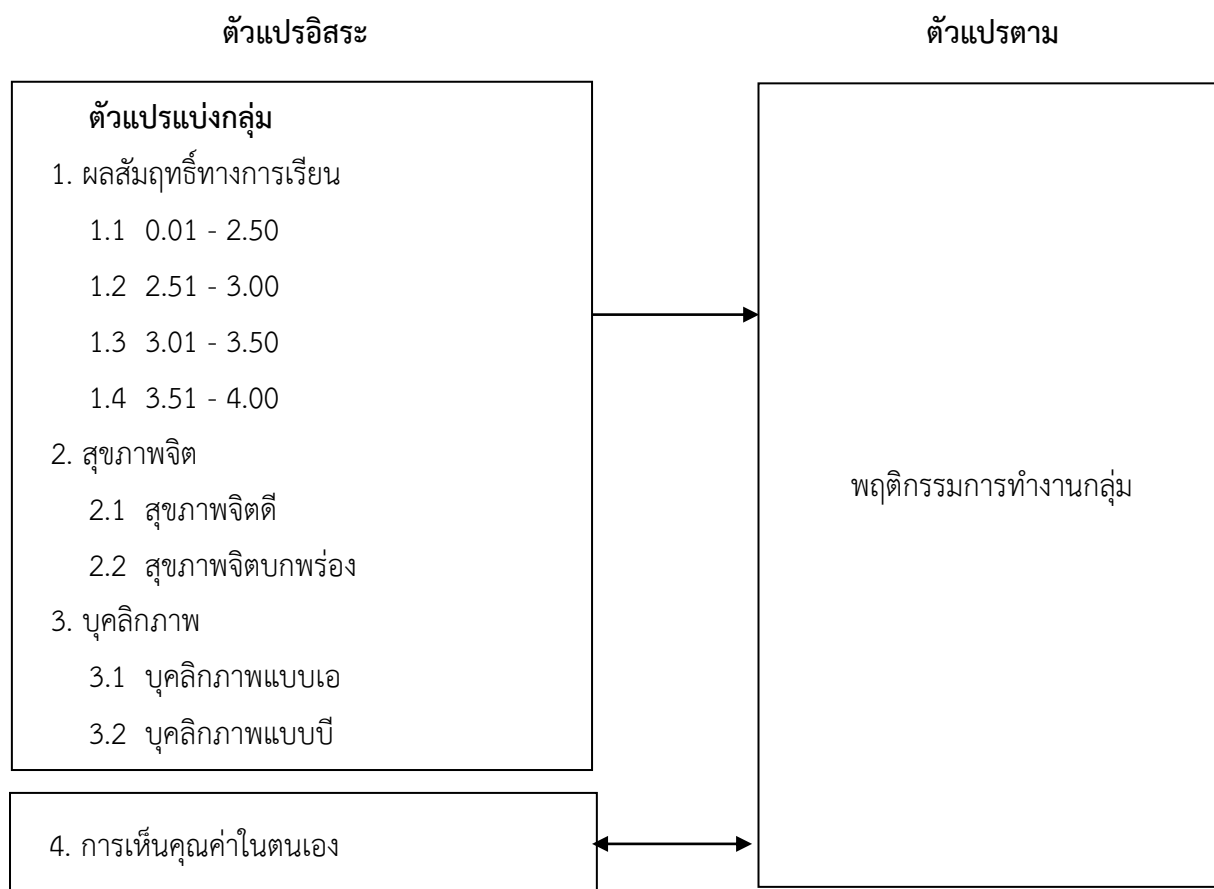 ตัวแปรอิสระ
ตัวแปรตาม
ตัวแปรแบ่งกลุ่ม
1. ผลสัมฤทธิ์ทางการเรียน
1.1 0.01 - 2.50
1.2 2.51 - 3.00
1.3 3.01 - 3.50
1.4 3.51 - 4.00
2. สุขภาพจิต
2.1 สุขภาพจิตดี
2.2 สุขภาพจิตบกพร่อง
3. บุคลิกภาพ
3.1 บุคลิกภาพแบบเอ
3.2 บุคลิกภาพแบบบี
4. การเห็นคุณค่าในตนเอง
พฤติกรรมการทำงานกลุ่ม